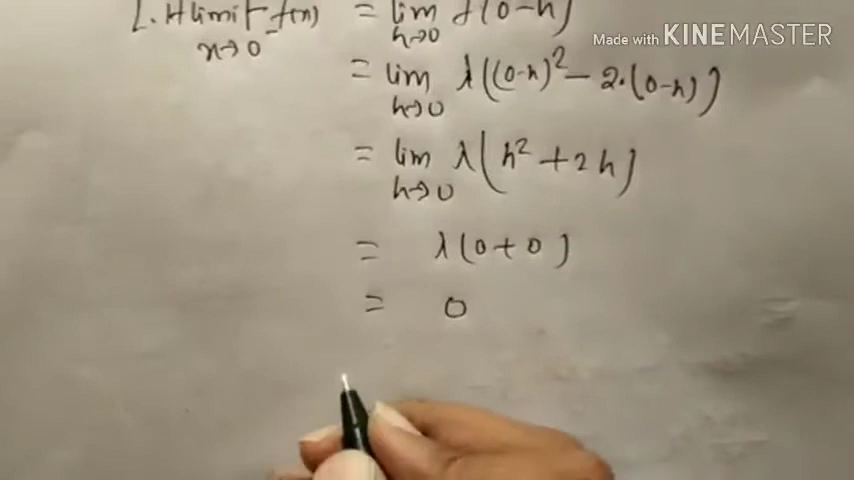 L.H limit f(x) = lim f(0-h)
x→0- h→0
Made with KINEMASTER
= lim λ((0-h)² - 2.(0-h))
h→0
= lim λ(h² + 2h)
h→0
= λ(0+0)
= 0